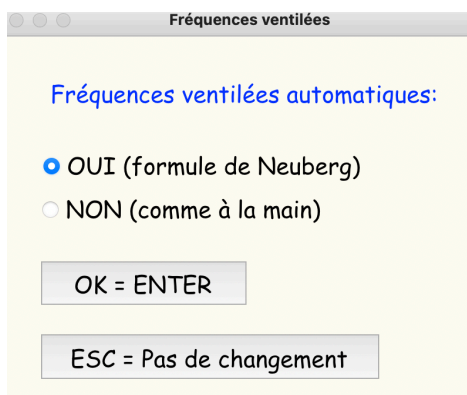 Fréquences ventilées
Fréquences ventilées automatiques:
OUI (formule de Neuberg)
NON (comme à la main)
OK = ENTER
ESC = Pas de changement